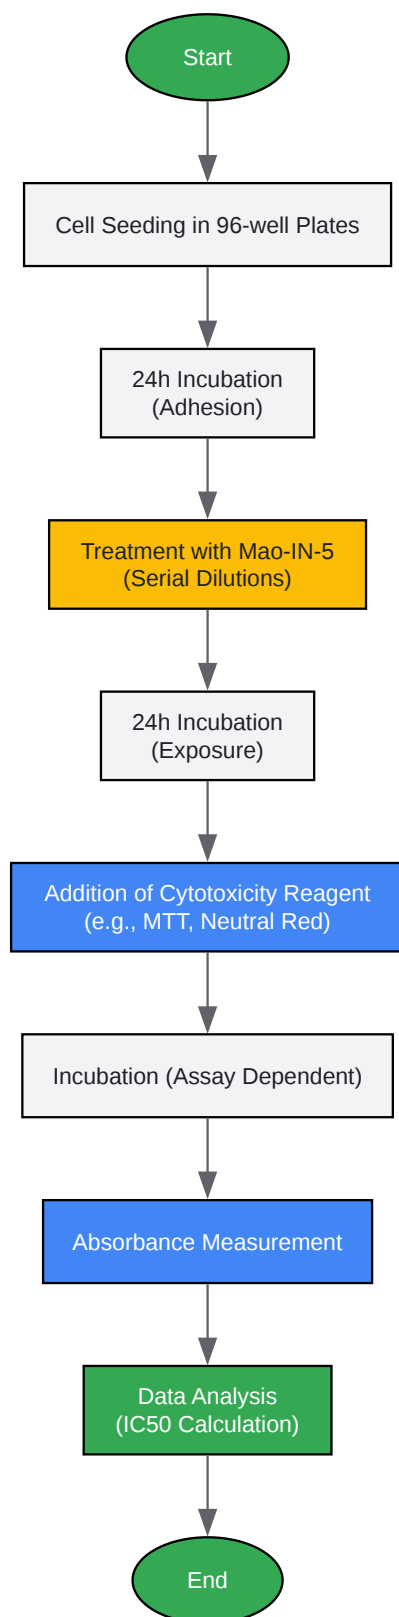 Start
Cell Seeding in 96-well Plates
24h Incubation
(Adhesion)
Treatment with Mao-IN-5
(Serial Dilutions)
24h Incubation
(Exposure)
Addition of Cytotoxicity Reagent
(e.g., MTT, Neutral Red)
Incubation (Assay Dependent)
Absorbance Measurement
Data Analysis
(IC50 Calculation)
End